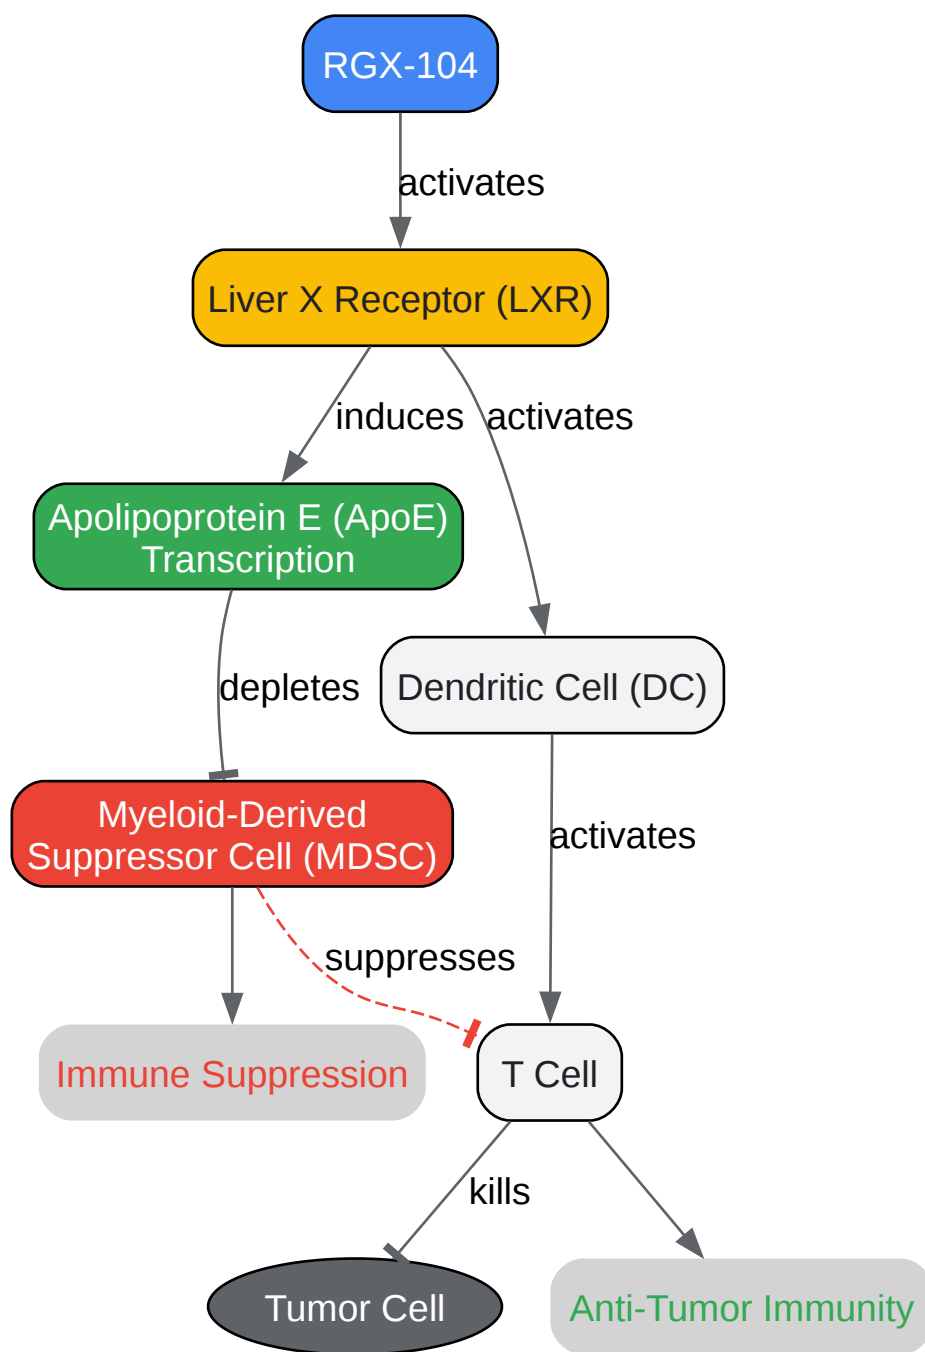 RGX-104
activates
Liver X Receptor (LXR)
induces
activates
Apolipoprotein E (ApoE)
Transcription
depletes
Dendritic Cell (DC)
Myeloid-Derived
Suppressor Cell (MDSC)
activates
suppresses
Immune Suppression
T Cell
kills
Tumor Cell
Anti-Tumor Immunity